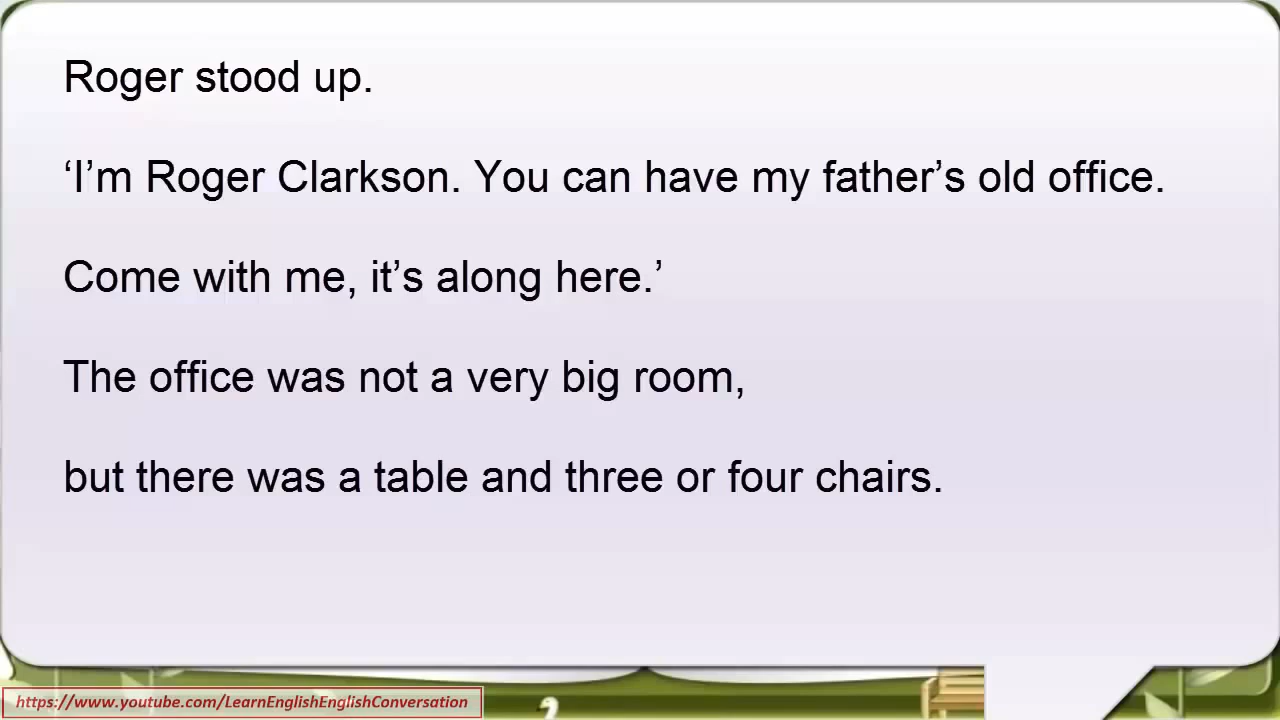 Roger stood up.
‘I’m Roger Clarkson. You can have my father’s old office.
Come with me, it’s along here.’
The office was not a very big room,
but there was a table and three or four chairs.
https://www.youtube.com/LearnEnglishEnglishConversation